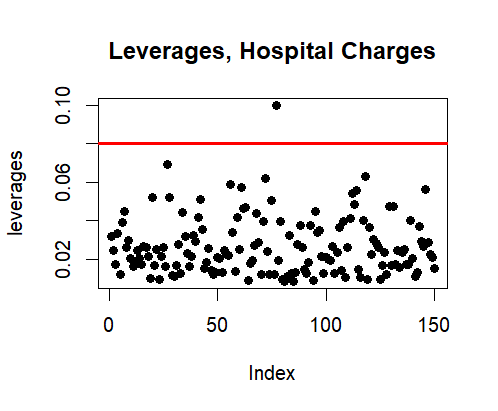 Leverages, Hospital Charges
leverages
0.10
0.06
0.02
0 50 100 150
Index